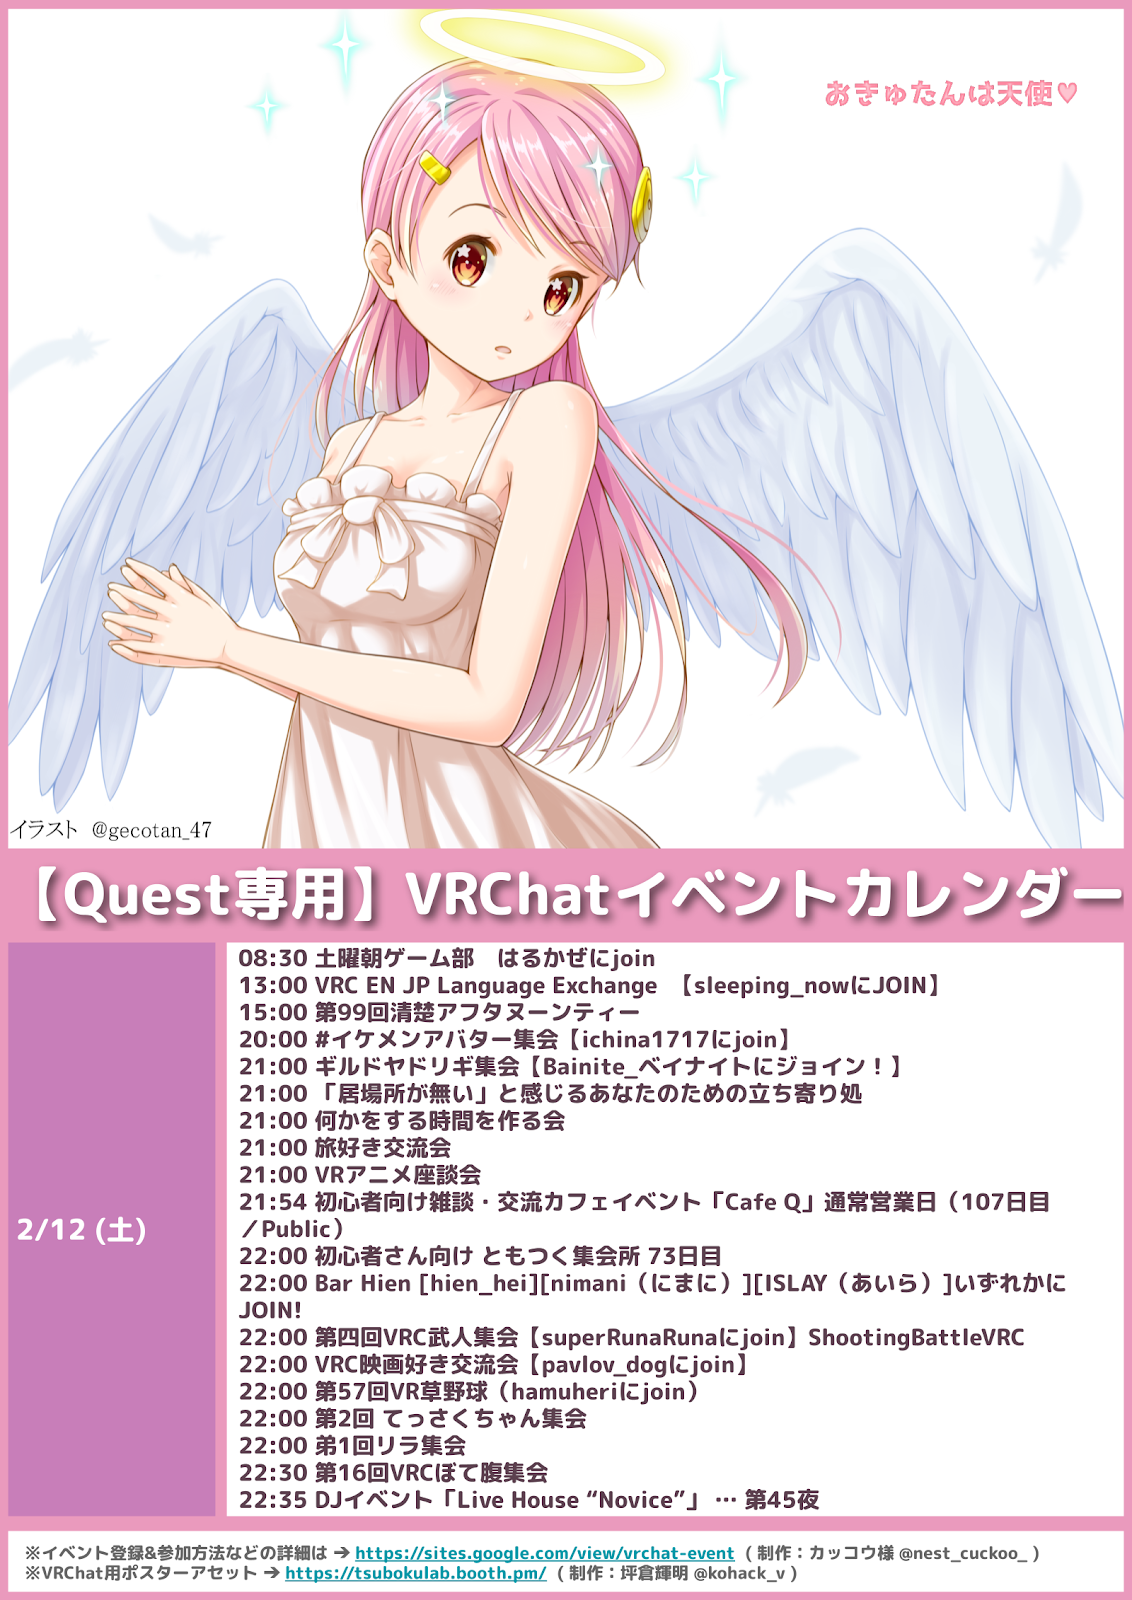 おきゅたんは天使♥
イラスト @gecotan_47
【Quest専用】VRChatイベントカレンダー
2/12 (土)
08:30 土曜朝ゲーム部　はるかぜにjoin
13:00 VRC EN JP Language Exchange 【sleeping_nowにJOIN】
15:00 第99回清楚アフタヌーンティー
20:00 #イケメンアバター集会【ichina1717にjoin】
21:00 ギルドヤドリギ集会【Bainite_ベイナイトにジョイン！】
21:00 「居場所が無い」と感じるあなたのための立ち寄り処
21:00 何かをする時間を作る会
21:00 旅好き交流会
21:00 VRアニメ座談会
21:54 初心者向け雑談・交流カフェイベント「Cafe Q」通常営業日（107日目
／Public）
22:00 初心者さん向け ともつく集会所 73日目
22:00 Bar Hien [hien_hei][nimani（にまに）][ISLAY（あいら）]いずれかに
JOIN!
22:00 第四回VRC武人集会【superRunaRunaにjoin】ShootingBattleVRC
22:00 VRC映画好き交流会【pavlov_dogにjoin】
22:00 第57回VR草野球（hamuheriにjoin）
22:00 第2回 てっさくちゃん集会
22:00 弟1回リラ集会
22:30 第16回VRCぼて腹集会
22:35 DJイベント「Live House “Novice”」 … 第45夜
※イベント登録&参加方法などの詳細は → https://sites.google.com/view/vrchat-event （ 制作：カッコウ様 @nest_cuckoo_ ）
※VRChat用ポスターアセット → https://tsubokulab.booth.pm/ （ 制作：坪倉輝明 @kohack_v ）